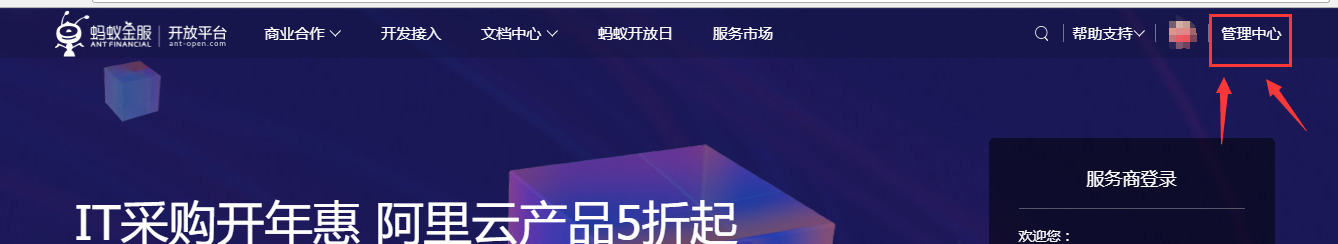 蚂蚁金服 开放平台 商业合作 开发接入 文档中心 蚂蚁开放日 服务市场 帮助支持 管理中心
ANT FINANCIAL ant-open.com
服务商登录
IT采购开年惠 阿里云产品5折起
欢迎您：